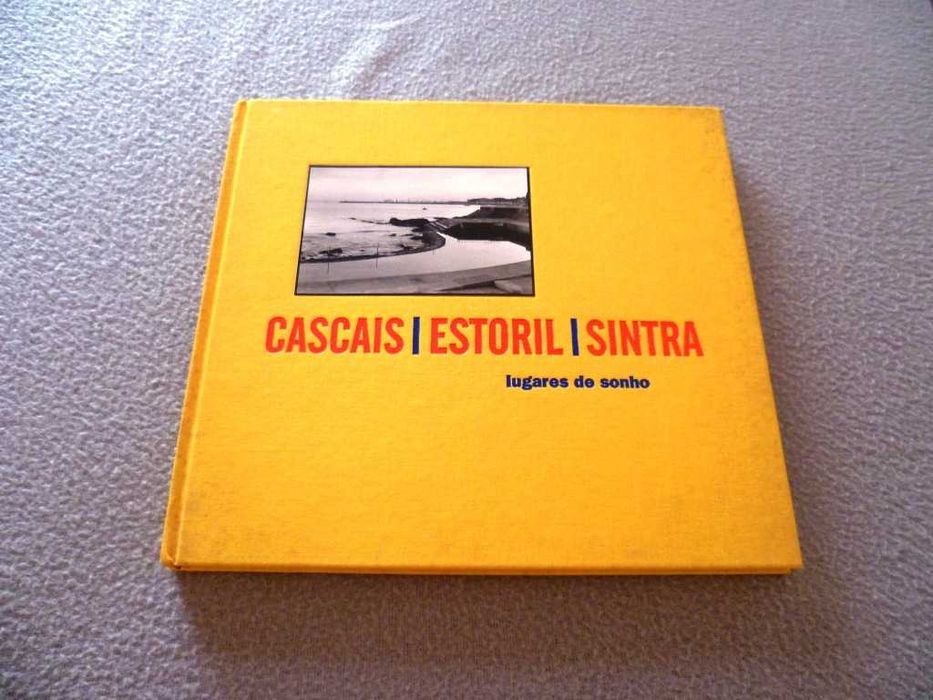 CASCAIS | ESTORIL | SINTRA
lugares de sonho